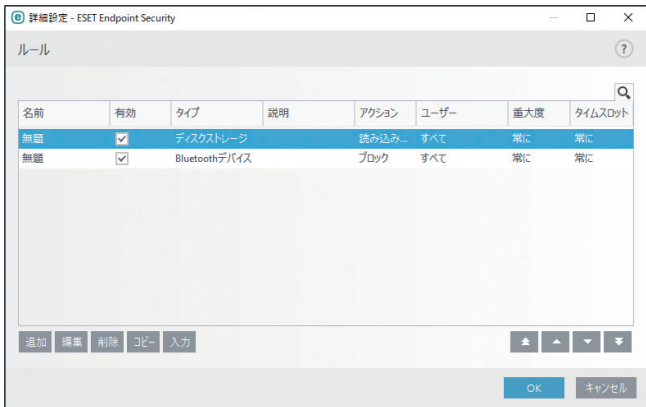 e 詳細設定 - ESET Endpoint Security
ルール
?
名前 有効 タイプ 説明 アクション ユーザー 重大度 タイムスロット
無題 ディスクストレージ 読み込み... すべて 常に 常に
無題 Bluetoothデバイス ブロック すべて 常に 常に
追加 編集 削除 コピー 入力
OK キャンセル